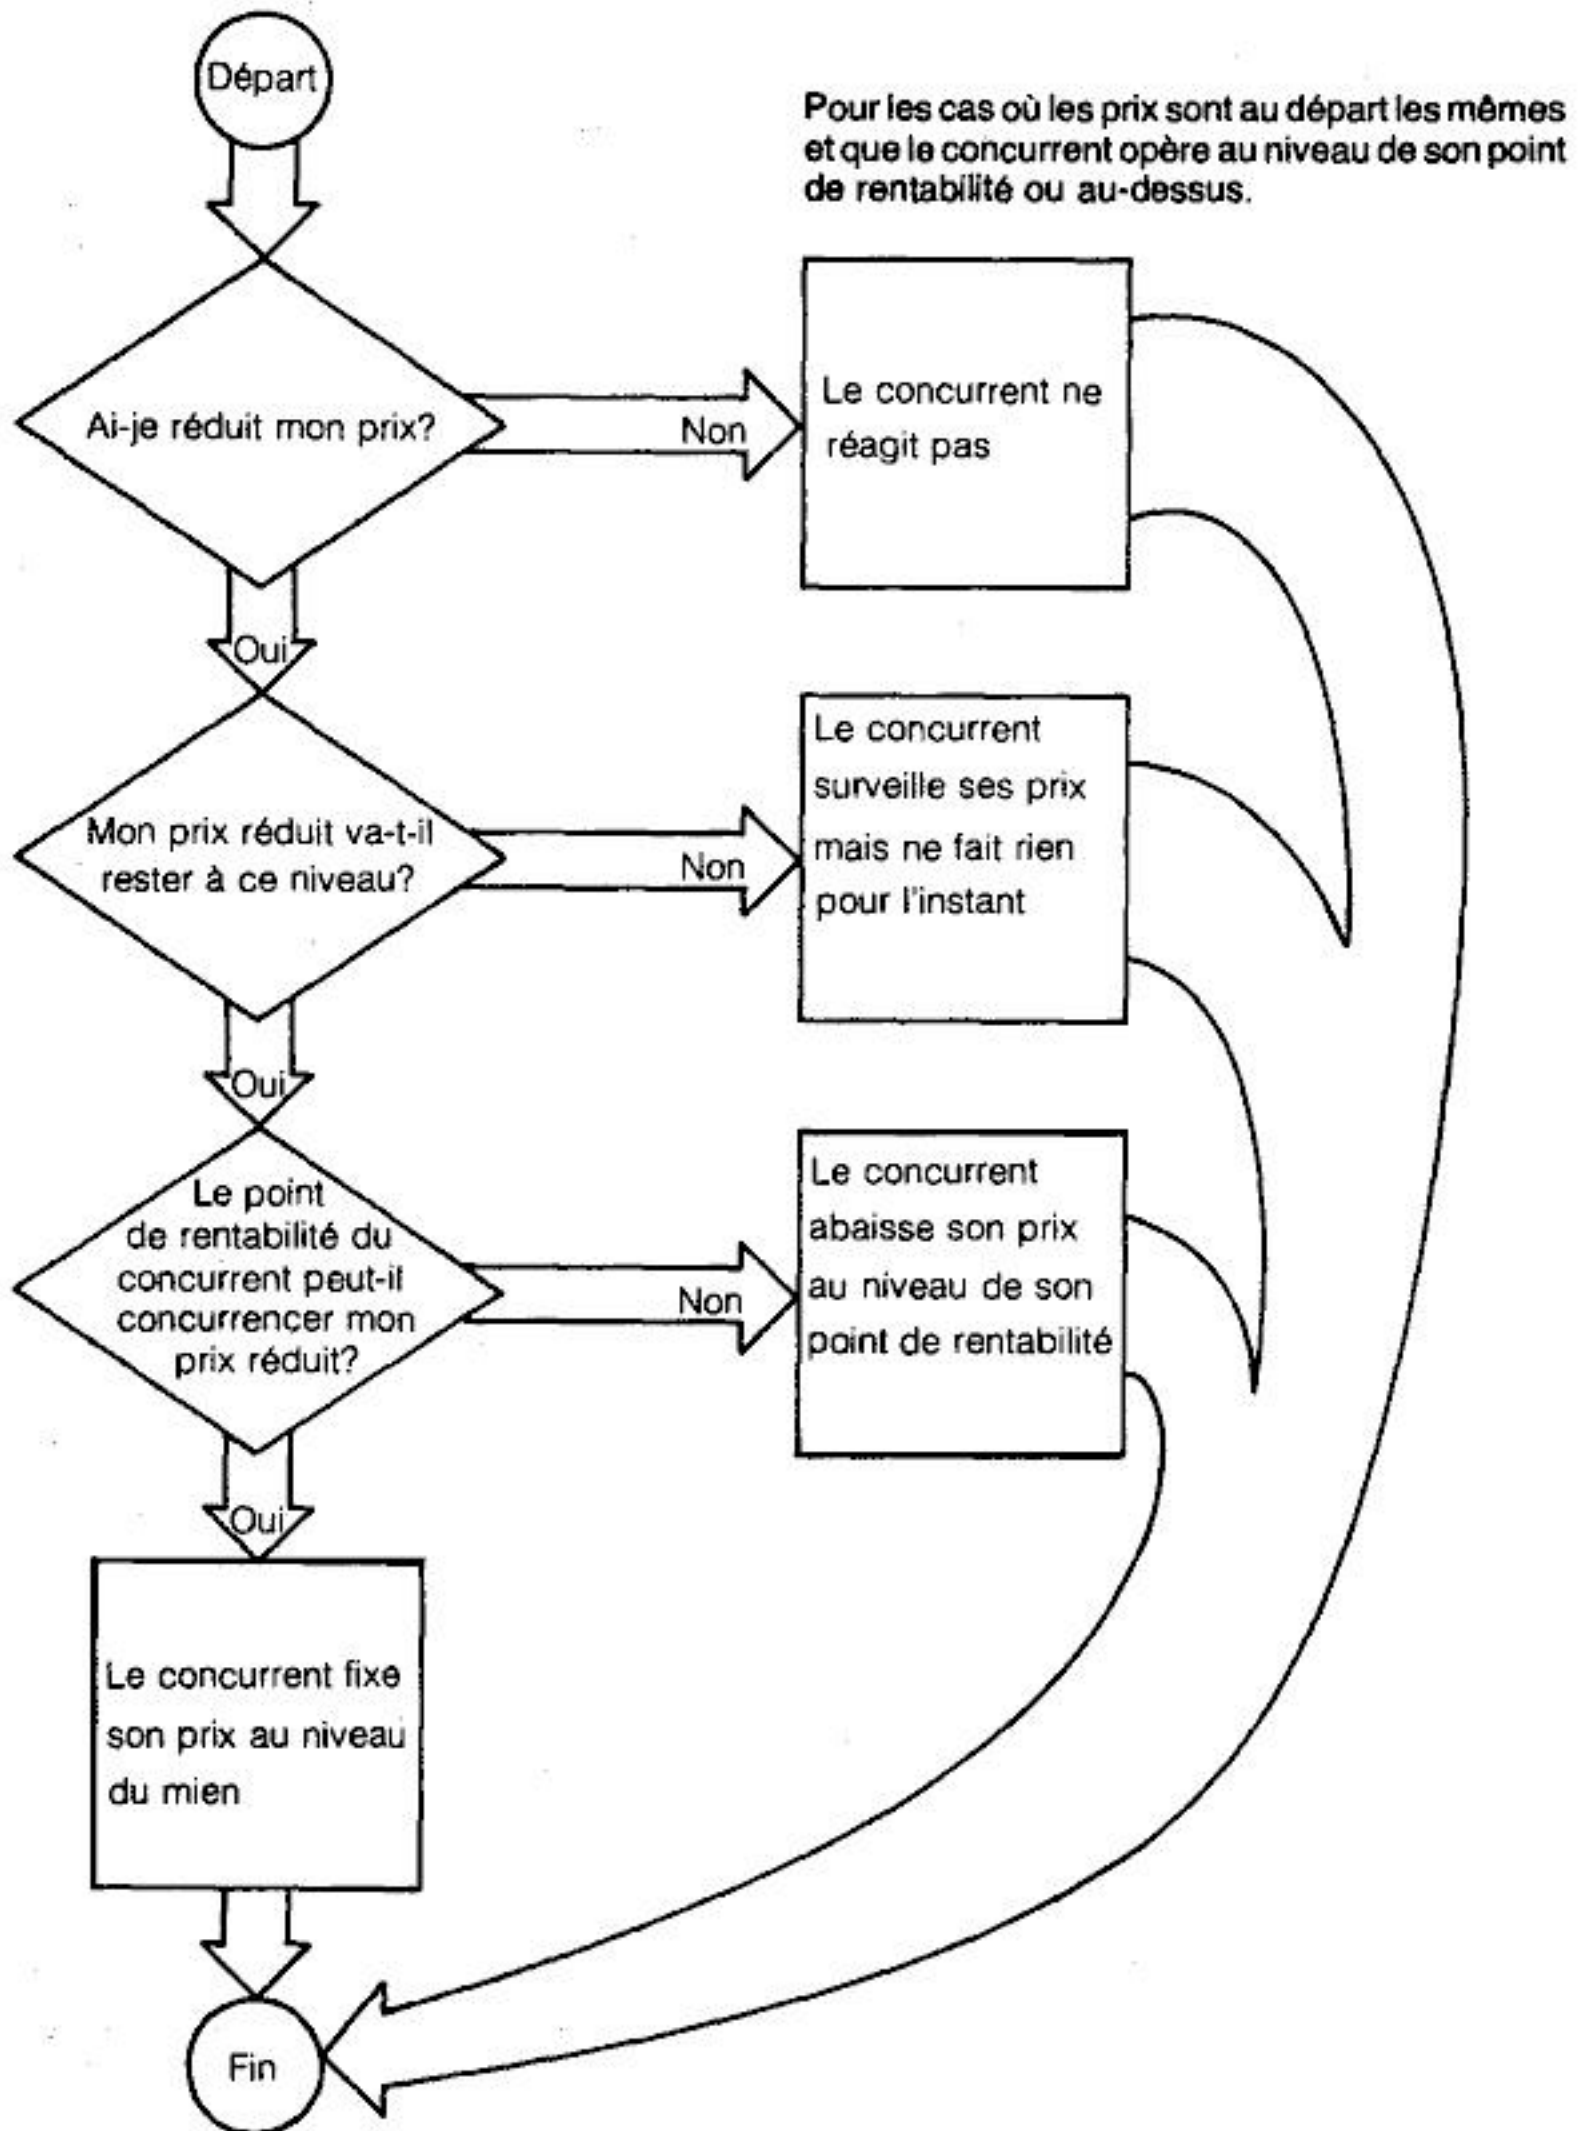 Départ
Pour les cas où les prix sont au départ les mêmes
et que le concurrent opère au niveau de son point
de rentabilité ou au-dessus.
Ai-je réduit mon prix?
Non
Le concurrent ne
réagit pas
Oui
Mon prix réduit va-t-il
rester à ce niveau?
Non
Le concurrent
surveille ses prix
mais ne fait rien
pour l'instant
Oui
Le point
de rentabilité du
concurrent peut-il
concurrencer mon
prix réduit?
Non
Le concurrent
abaisse son prix
au niveau de son
point de rentabilité
Oui
Le concurrent fixe
son prix au niveau
du mien
Fin